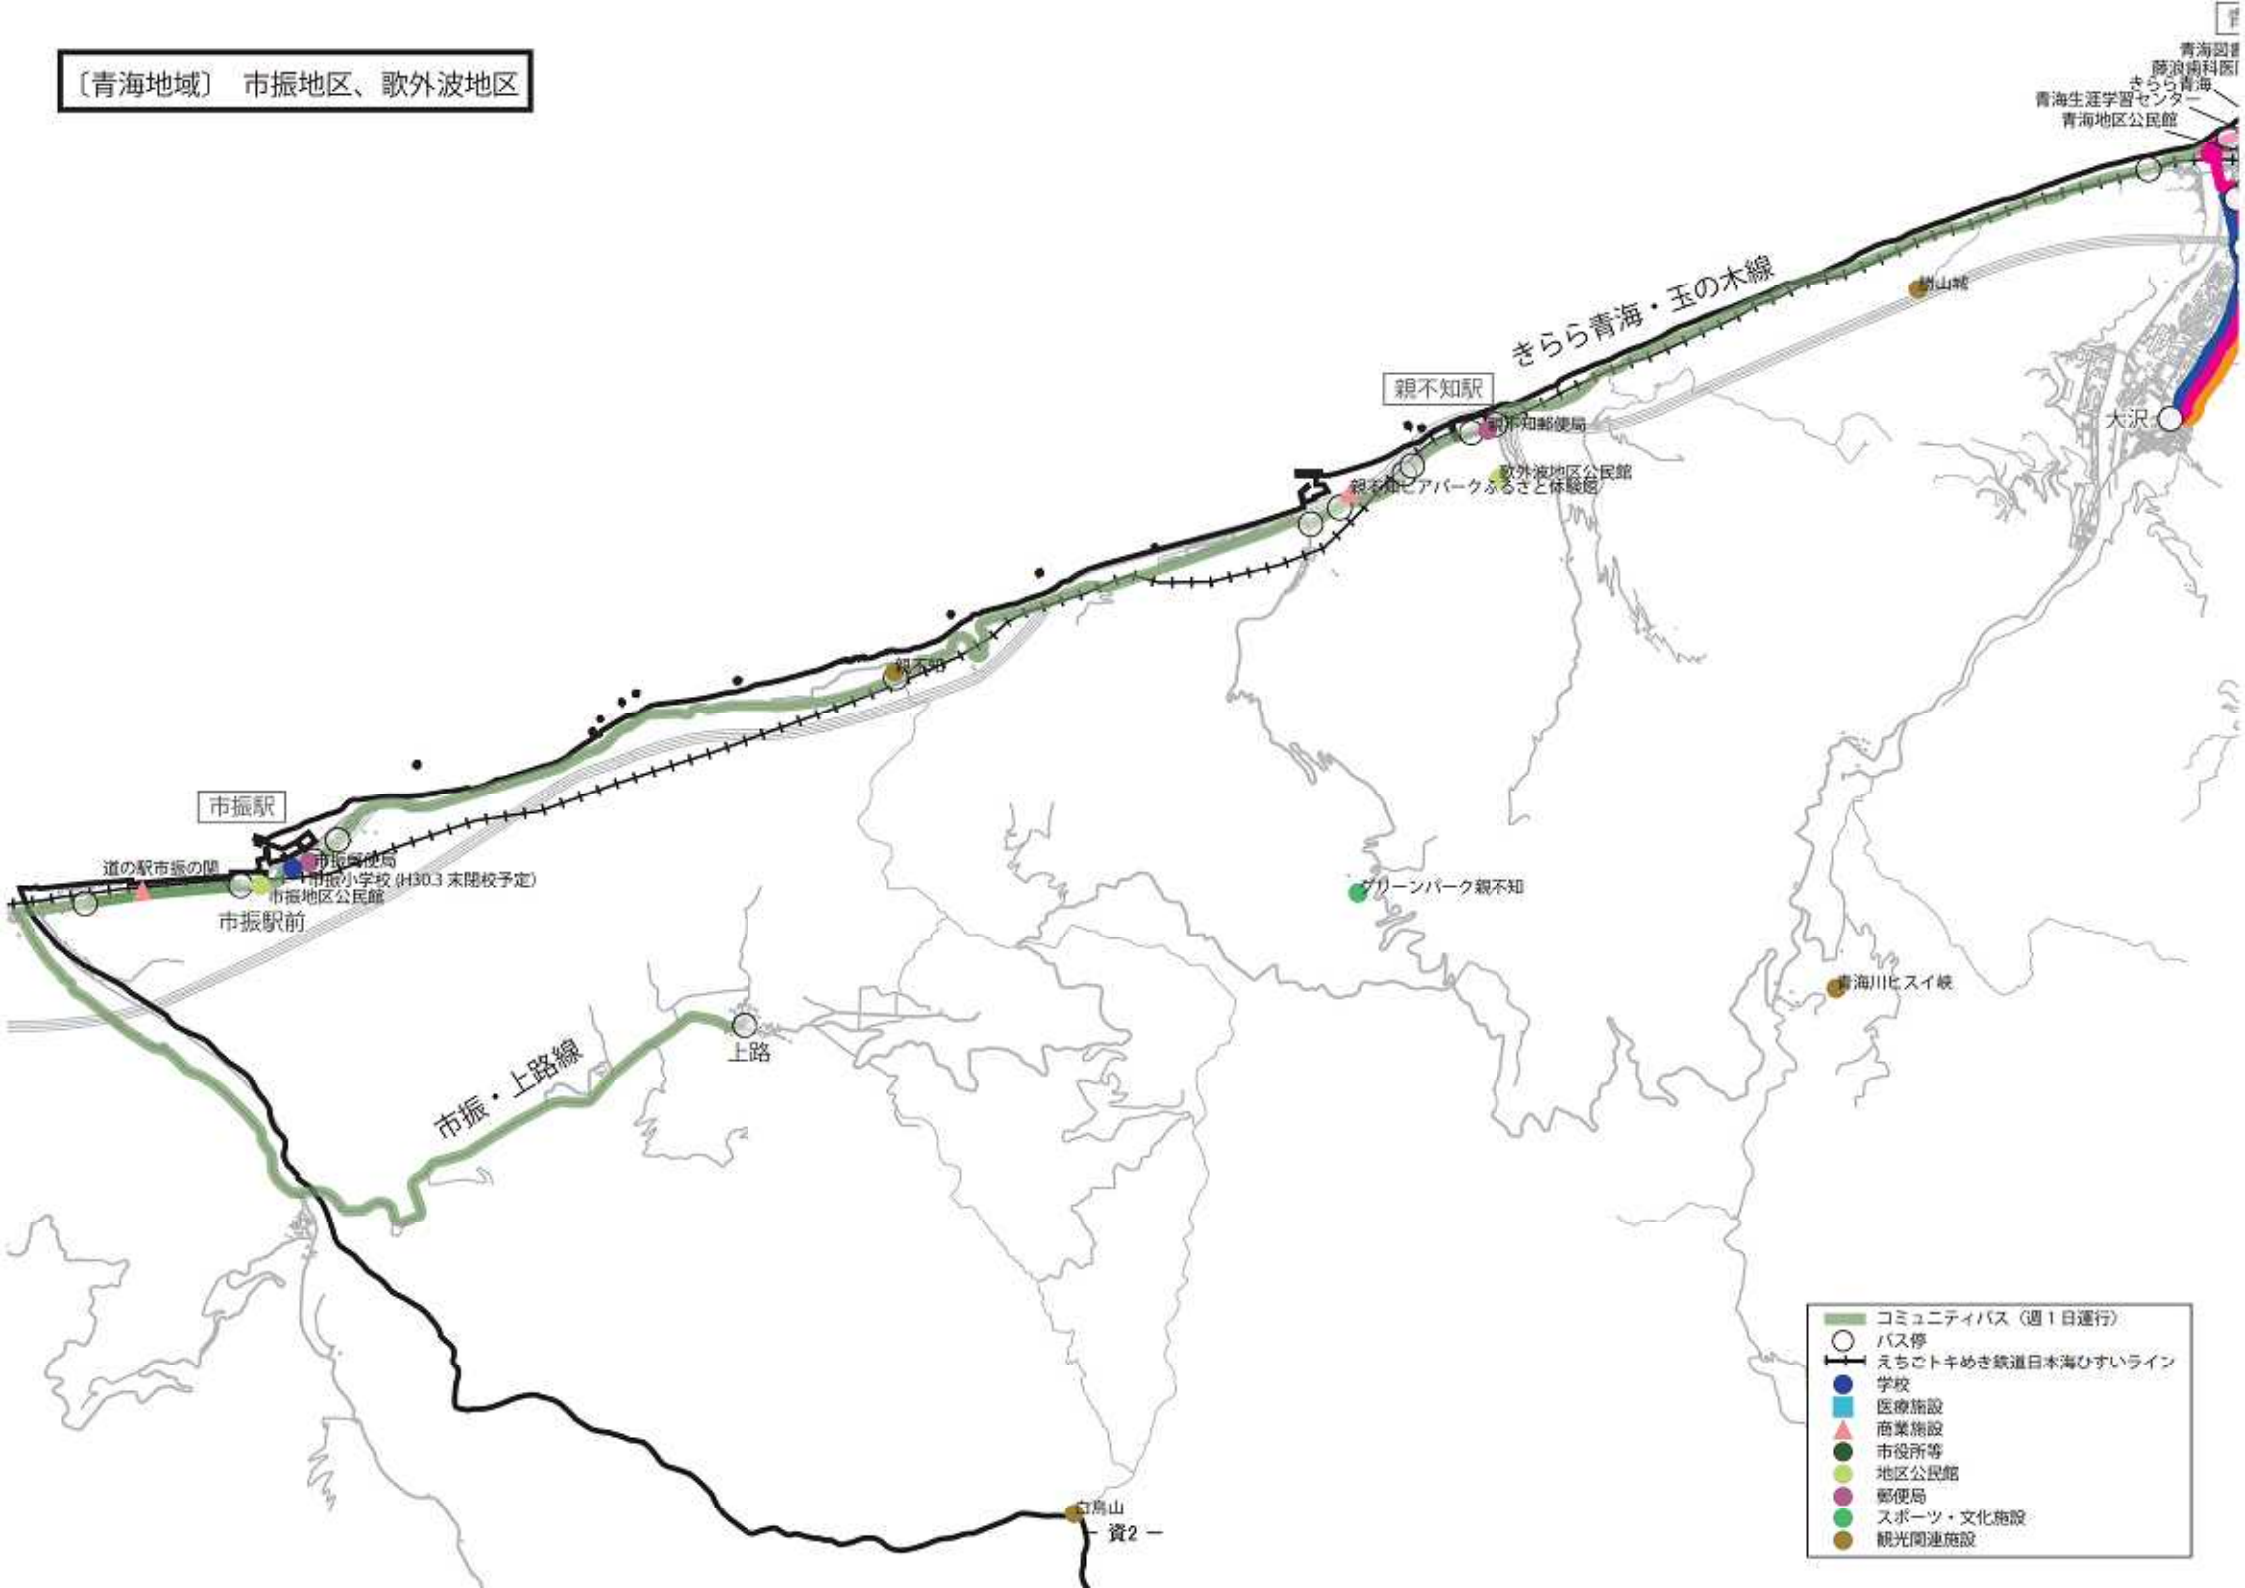 〔青海地域〕 市振地区、歌外波地区
青海図
藤浪歯科医
きらら青海
青海生涯学習センター
青海地区公民館
きらら青海・玉の木線
勝山城
親不知駅
親不知郵便局
大沢
歌外波地区公民館
親不知ピアパークふるさと体験館
親不知
市振駅
市振郵便局
道の駅市振の関
市振小学校 (H30.3 末閉校予定)
市振地区公民館
市振駅前
グリーンパーク親不知
青海川ヒスイ峡
上路
市振・上路線
コミュニティバス（週１日運行）
バス停
えちごトキめき鉄道日本海ひすいライン
学校
医療施設
商業施設
市役所等
地区公民館
郵便局
スポーツ・文化施設
観光関連施設
白鳥山
− 資2 −